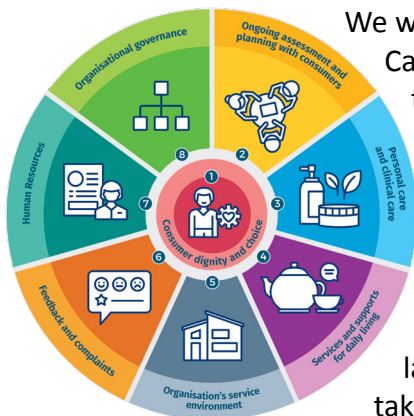 We w
Ca
Organisational governance
8
Ongoing assessment and
planning with consumers
2
Personal care
and clinical care
3
Services and supports
for daily living
4
Organisation's service
environment
5
Feedback and complaints
6
Human Resources
7
1
Consumer dignity and choice
la
tak